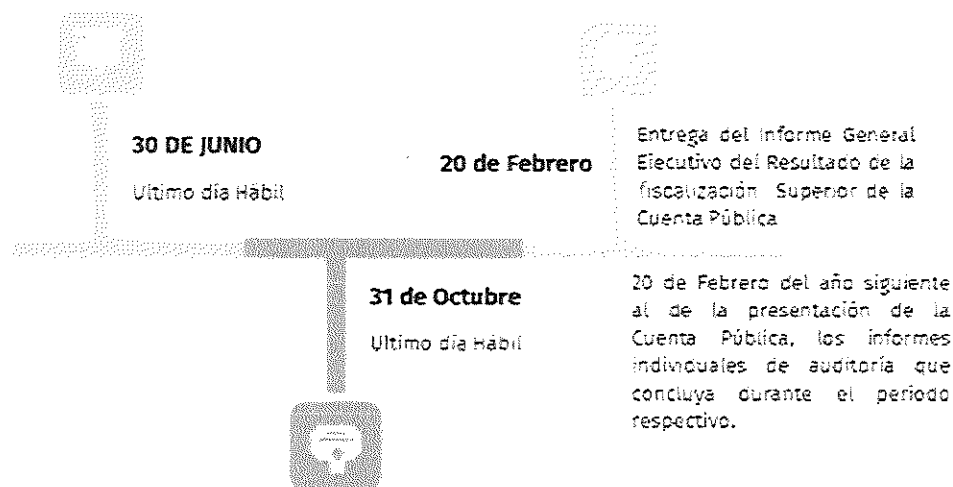 30 DE JUNIO
Ultimo día Hábil
20 de Febrero
Entrega del Informe General
Ejecutivo del Resultado de la
fiscalización Superior de la
Cuenta Pública
31 de Octubre
Ultimo día Hábil
20 de Febrero del año siguiente
al de la presentación de la
Cuenta Pública, los informes
individuales de auditoría que
concluya durante el periodo
respectivo.